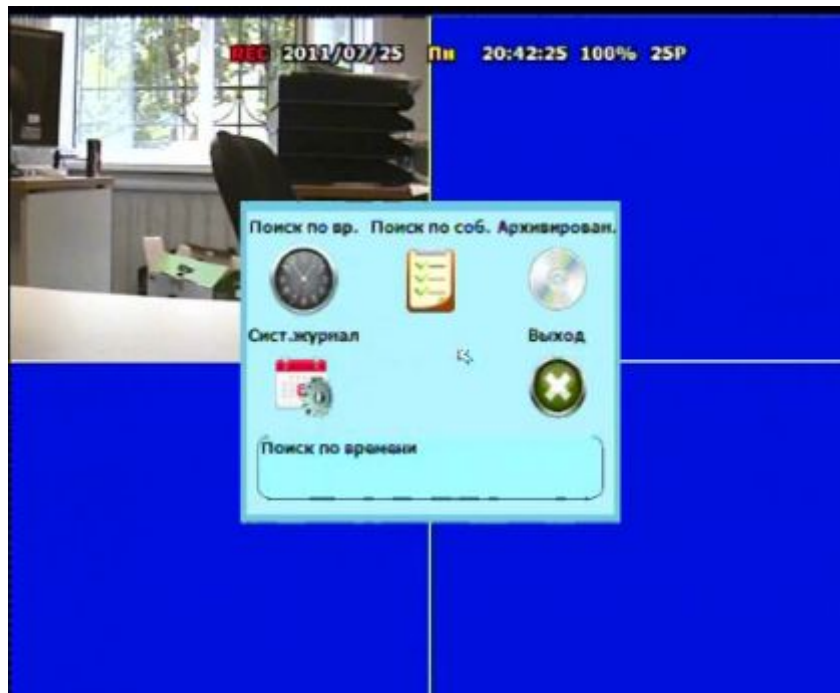 REC 2011/07/25 Пн 20:42:25 100% 25P
Поиск по вр. Поиск по соб. Архивирован.
Сист.журнал Выход
Поиск по времени